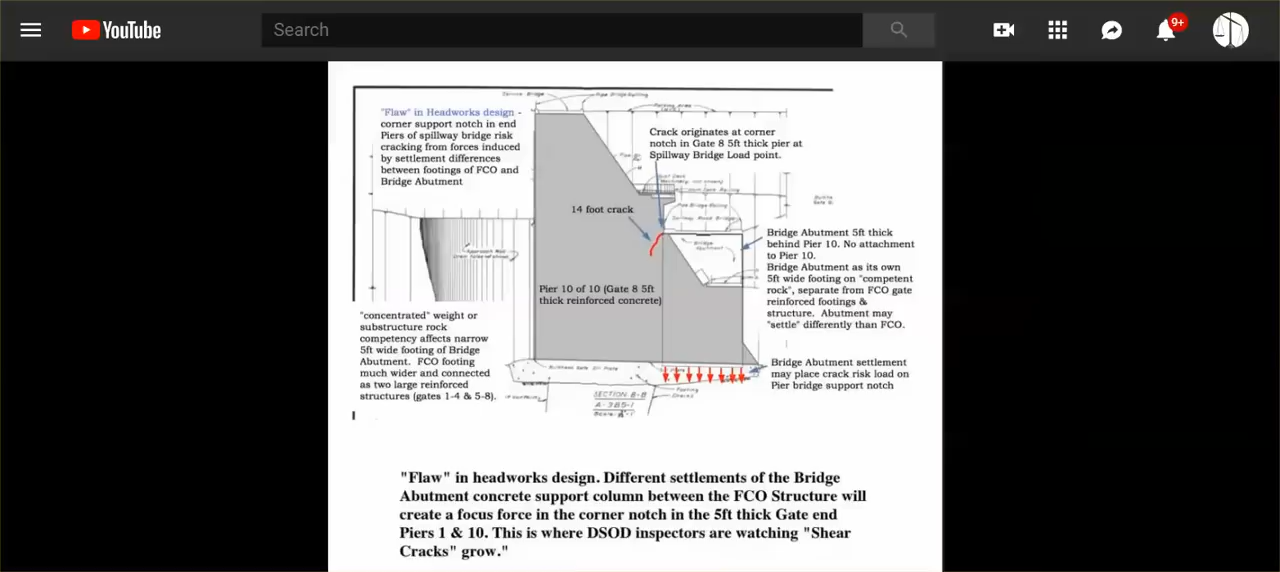 YouTube
Search
9+
"Flaw" in Headworks design -
corner support notch in end
Piers of spillway bridge risk
cracking from forces induced
by settlement differences
between footings of FCO and
Bridge Abutment
Crack originates at corner
notch in Gate 8 5ft thick pier at
Spillway Bridge Load point.
14 foot crack
Bridge
Abutment
Bridge Abutment 5ft thick
behind Pier 10. No attachment
to Pier 10.
Bridge Abutment as its own
5ft wide footing on "competent
rock", separate from FCO gate
reinforced footings &
structure. Abutment may
"settle" differently than FCO.
Pier 10 of 10 (Gate 8 5ft
thick reinforced concrete)
"concentrated" weight or
substructure rock
competency affects narrow
5ft wide footing of Bridge
Abutment. FCO footing
much wider and connected
as two large reinforced
structures (gates 1-4 & 5-8).
Bridge Abutment settlement
may place crack risk load on
Pier bridge support notch
SECTION B-B
A-3B5-1
"Flaw" in headworks design. Different settlements of the Bridge
Abutment concrete support column between the FCO Structure will
create a focus force in the corner notch in the 5ft thick Gate end
Piers 1 & 10. This is where DSOD inspectors are watching "Shear
Cracks" grow."